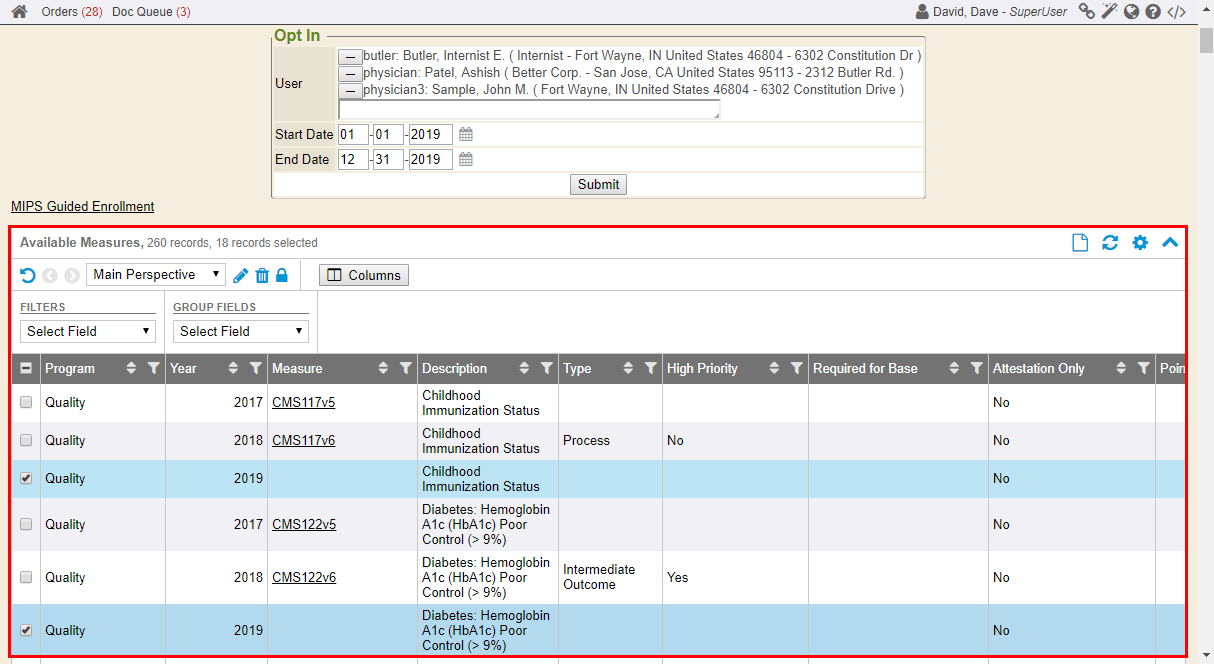 Orders (28) Doc Queue (3) David, Dave - SuperUser
Opt In
User
— butler: Butler, Internist E. ( Internist - Fort Wayne, IN United States 46804 - 6302 Constitution Dr )
— physician: Patel, Ashish ( Better Corp. - San Jose, CA United States 95113 - 2312 Butler Rd. )
— physician3: Sample, John M. ( Fort Wayne, IN United States 46804 - 6302 Constitution Drive )
Start Date 01 -01 -2019
End Date 12 -31 -2019
Submit
MIPS Guided Enrollment
Available Measures, 260 records, 18 records selected
Main Perspective Columns
FILTERS GROUP FIELDS
Select Field Select Field
Program Year Measure Description Type High Priority Required for Base Attestation Only Poin
Quality 2017 CMS117v5 Childhood
Immunization Status No
Quality 2018 CMS117v6 Childhood
Immunization Status Process No No
Quality 2019 Childhood
Immunization Status No
Quality 2017 CMS122v5 Diabetes: Hemoglobin
A1c (HbA1c) Poor
Control (> 9%) No
Quality 2018 CMS122v6 Diabetes: Hemoglobin
A1c (HbA1c) Poor
Control (> 9%) Intermediate
Outcome Yes No
Quality 2019 Diabetes: Hemoglobin
A1c (HbA1c) Poor
Control (> 9%) No